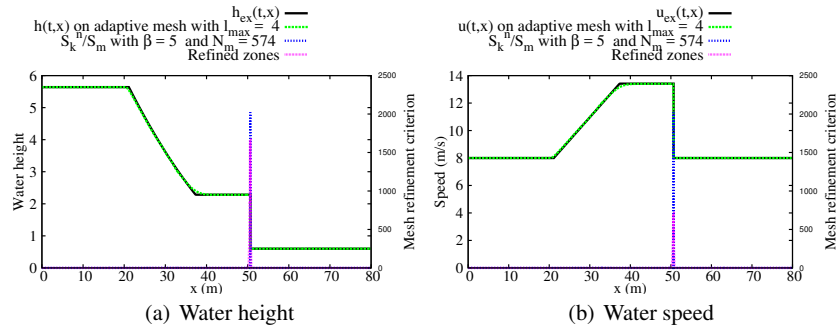 h_ex(t,x)
h(t,x) on adaptive mesh with l_max = 4
S_k^n/S_m with β = 5 and N_m = 574
Refined zones
6
5
4
3
2
1
0
Water height
2500
2000
1500
1000
500
0
Mesh refinement criterion
0 10 20 30 40 50 60 70 80
x (m)
(a) Water height
u_ex(t,x)
u(t,x) on adaptive mesh with l_max = 4
S_k^n/S_m with β = 5 and N_m = 574
Refined zones
14
12
10
8
6
4
2
0
Speed (m/s)
2500
2000
1500
1000
500
0
Mesh refinement criterion
0 10 20 30 40 50 60 70 80
x (m)
(b) Water speed